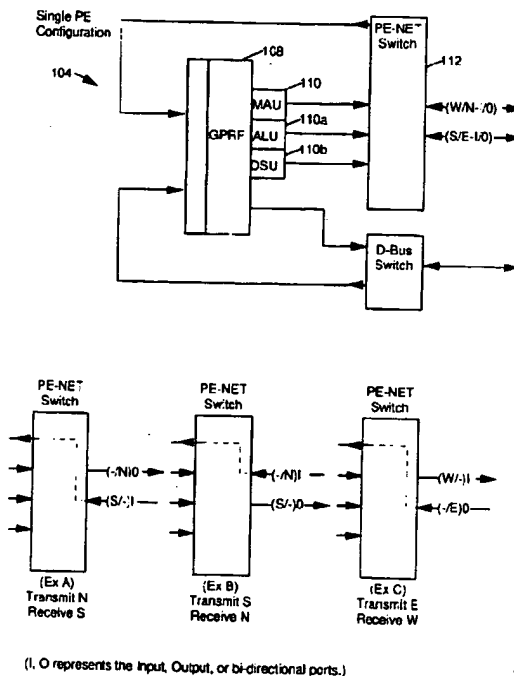 Single PE
Configuration
104
108
PE-NET
Switch
112
110
MAU
110a
GPRF
ALU
110b
DSU
(W/N-I/0)
(S/E-I/0)
D-Bus
Switch
PE-NET
Switch
PE-NET
Switch
PE-NET
Switch
(-/N)0
(S/-)I
(-/N)I
(S/-)0
(W/-)I
(-/E)0
(Ex A)
Transmit N
Receive S
(Ex B)
Transmit S
Receive N
(Ex C)
Transmit E
Receive W
(I, O represents the Input, Output, or bi-directional ports.)